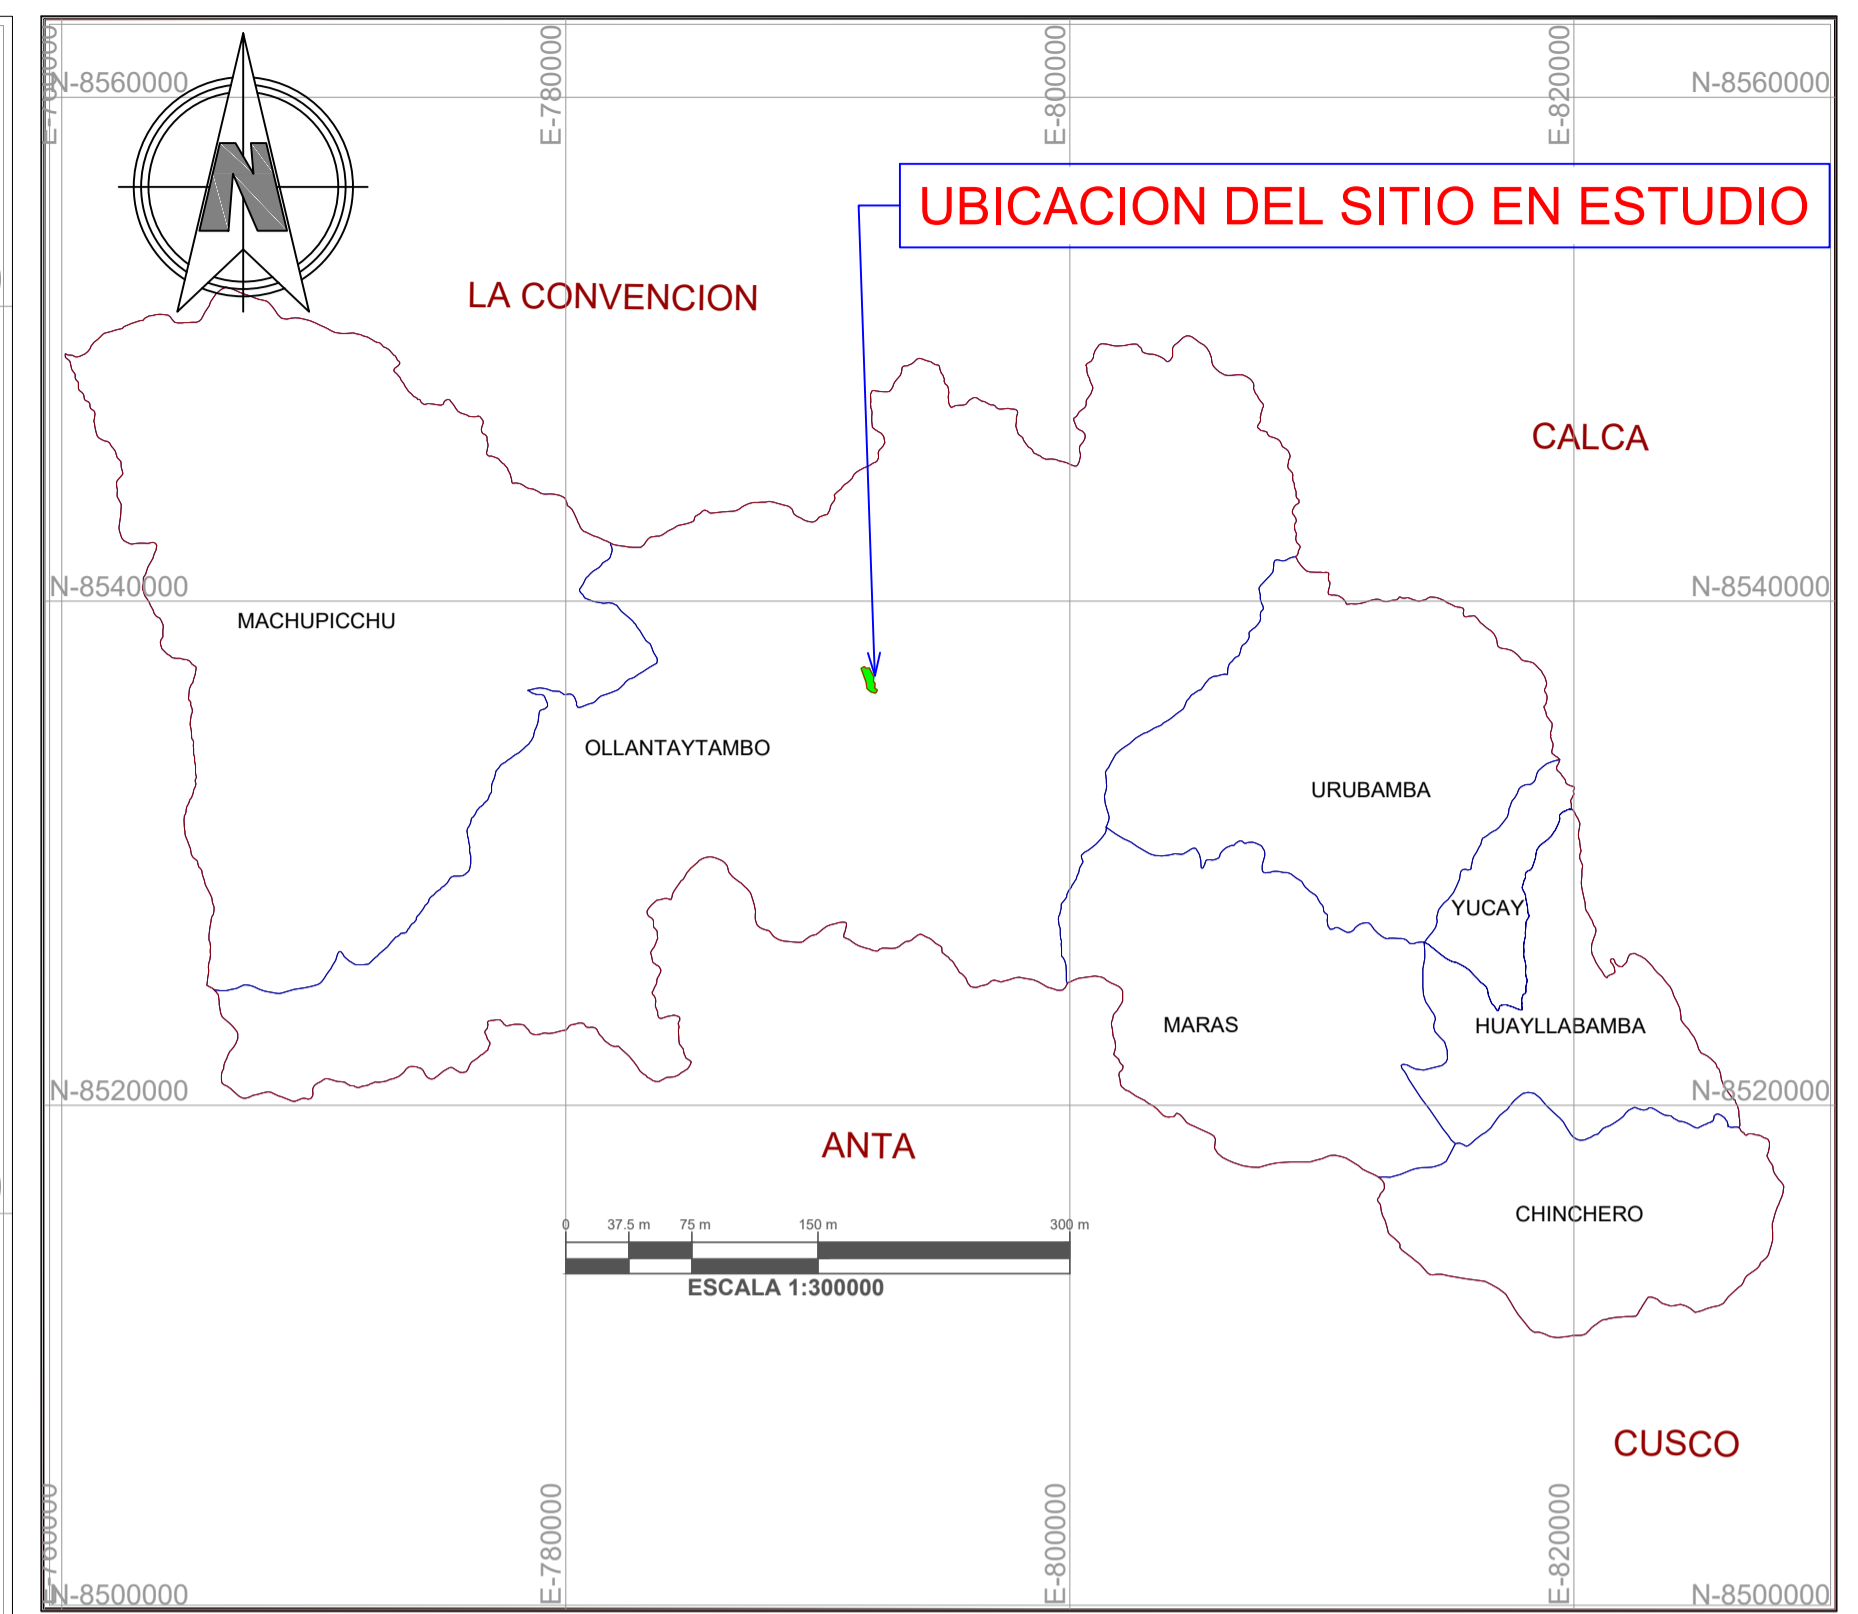 E-760000
E-780000
E-800000
E-820000
N-8560000
N-8560000
N
UBICACION DEL SITIO EN ESTUDIO
LA CONVENCION
CALCA
N-8540000
N-8540000
MACHUPICCHU
OLLANTAYTAMBO
URUBAMBA
YUCAY
MARAS
HUAYLLABAMBA
N-8520000
N-8520000
ANTA
CHINCHERO
0 37.5 m 75 m 150 m 300 m
ESCALA 1:300000
CUSCO
E-760000
E-780000
E-800000
E-820000
N-8500000
N-8500000